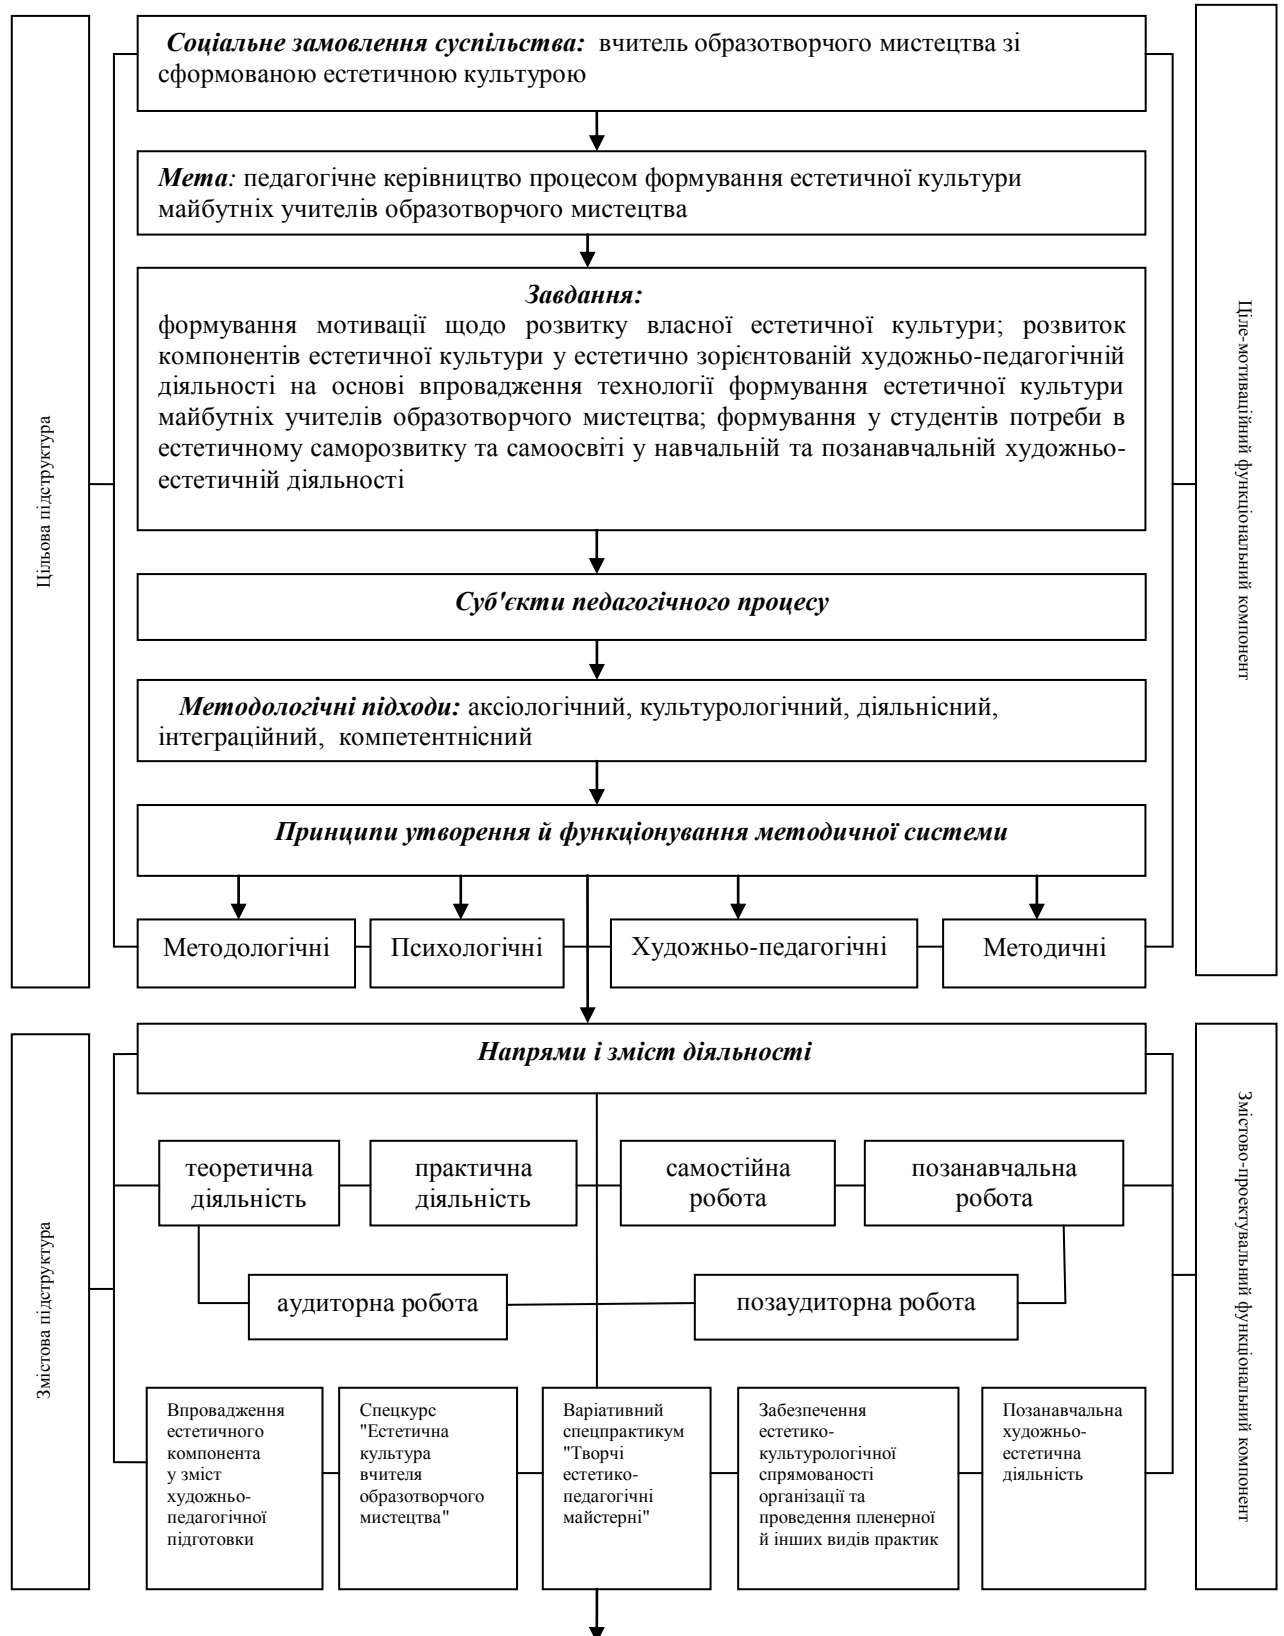 Соціальне замовлення суспільства: вчитель образотворчого мистецтва зі
сформованою естетичною культурою
Мета: педагогічне керівництво процесом формування естетичної культури
майбутніх учителів образотворчого мистецтва
Завдання:
формування мотивації щодо розвитку власної естетичної культури; розвиток
компонентів естетичної культури у естетично зорієнтованій художньо-педагогічній
діяльності на основі впровадження технології формування естетичної культури
майбутніх учителів образотворчого мистецтва; формування у студентів потреби в
естетичному саморозвитку та самоосвіті у навчальній та позанавчальній художньо-
естетичній діяльності
Цільова підструктура
Ціле-мотиваційний функціональний компонент
Суб'єкти педагогічного процесу
Методологічні підходи: аксіологічний, культурологічний, діяльнісний,
інтеграційний, компетентнісний
Принципи утворення й функціонування методичної системи
Методологічні
Психологічні
Художньо-педагогічні
Методичні
Напрями і зміст діяльності
теоретична
діяльність
практична
діяльність
самостійна
робота
позанавчальна
робота
аудиторна робота
позаудиторна робота
Змістова підструктура
Змістово-проектувальний функціональний компонент
Впровадження
естетичного
компонента
у зміст
художньо-
педагогічної
підготовки
Спецкурс
"Естетична
культура
вчителя
образотворчого
мистецтва"
Варіативний
спецпрактикум
"Творчі
естетико-
педагогічні
майстерні"
Забезпечення
естетико-
культурологічної
спрямованості
організації та
проведення пленерної
й інших видів практик
Позанавчальна
художньо-
естетична
діяльність